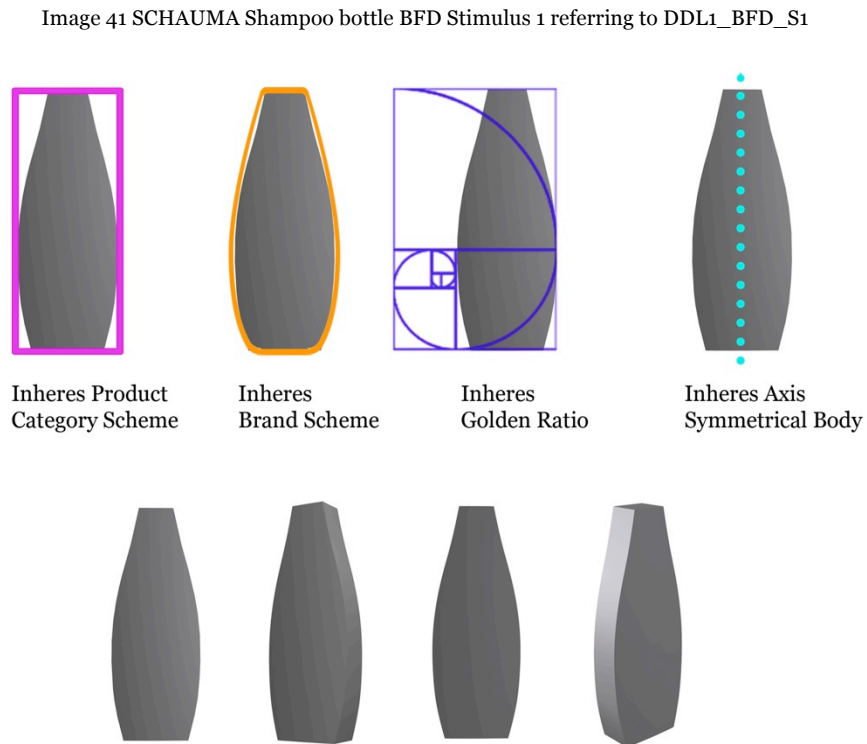 Image 41 SCHAUMA Shampoo bottle BFD Stimulus 1 referring to DDL1_BFD_S1
Inheres Product
Category Scheme
Inheres
Brand Scheme
Inheres
Golden Ratio
Inheres Axis
Symmetrical Body